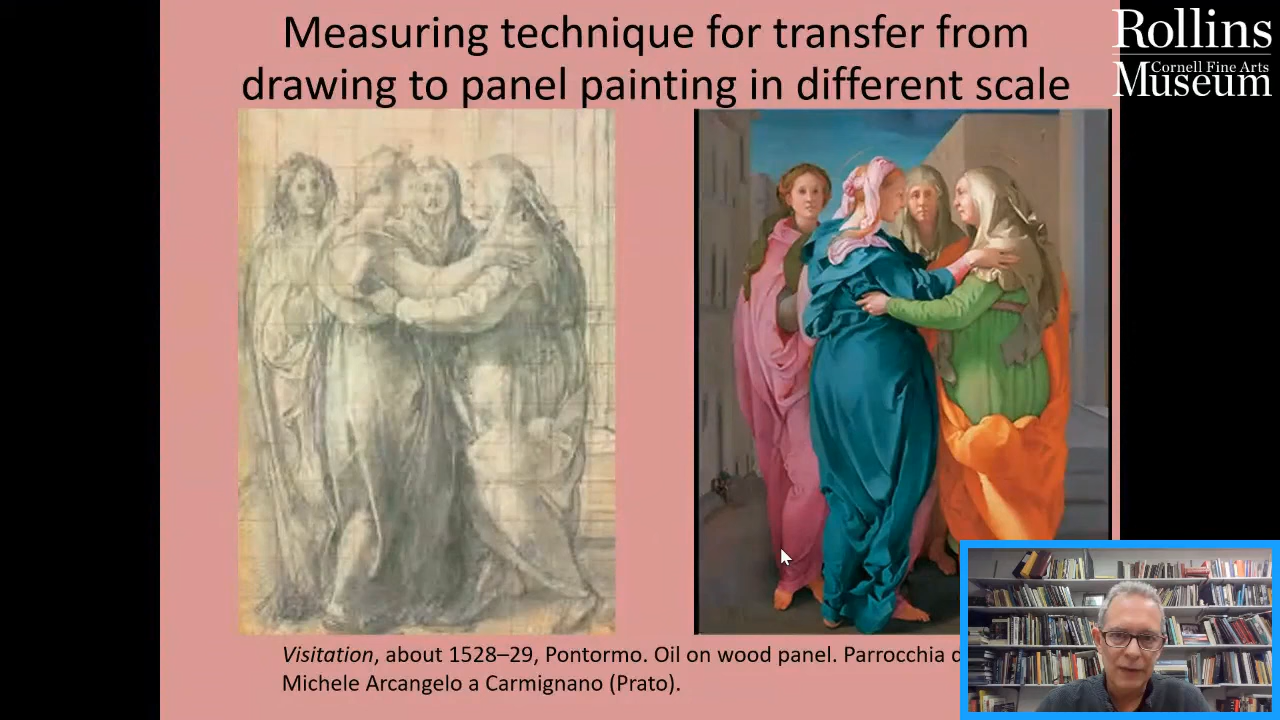 Measuring technique for transfer from
drawing to panel painting in different scale
Rollins
Cornell Fine Arts
Museum
Visitation, about 1528–29, Pontormo. Oil on wood panel. Parrocchia
Michele Arcangelo a Carmignano (Prato).